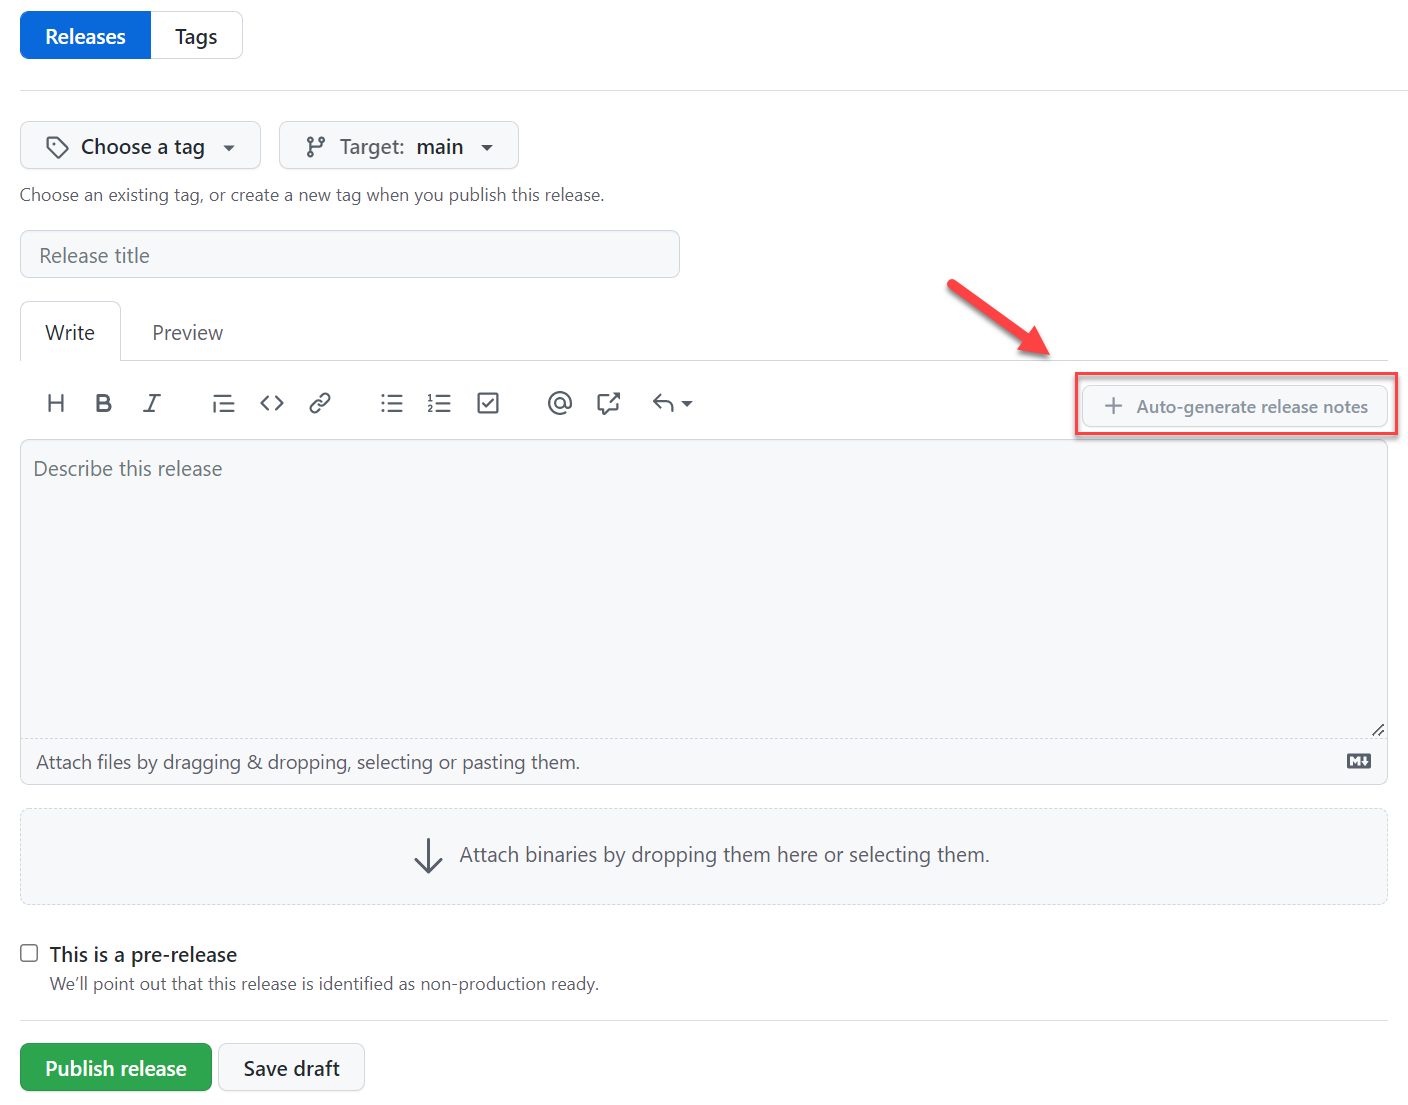 Releases Tags
Choose a tag Target: main
Choose an existing tag, or create a new tag when you publish this release.
Release title
Write Preview
Auto-generate release notes
Describe this release
Attach files by dragging & dropping, selecting or pasting them.
Attach binaries by dropping them here or selecting them.
This is a pre-release
We'll point out that this release is identified as non-production ready.
Publish release Save draft